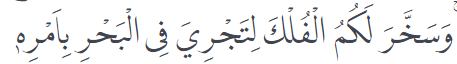 وَسَخَّرَ لَكُمُ الْفُلْكَ لِتَجْرِيَ فِى الْبَحْرِ بِاَمْرِهٖۚ